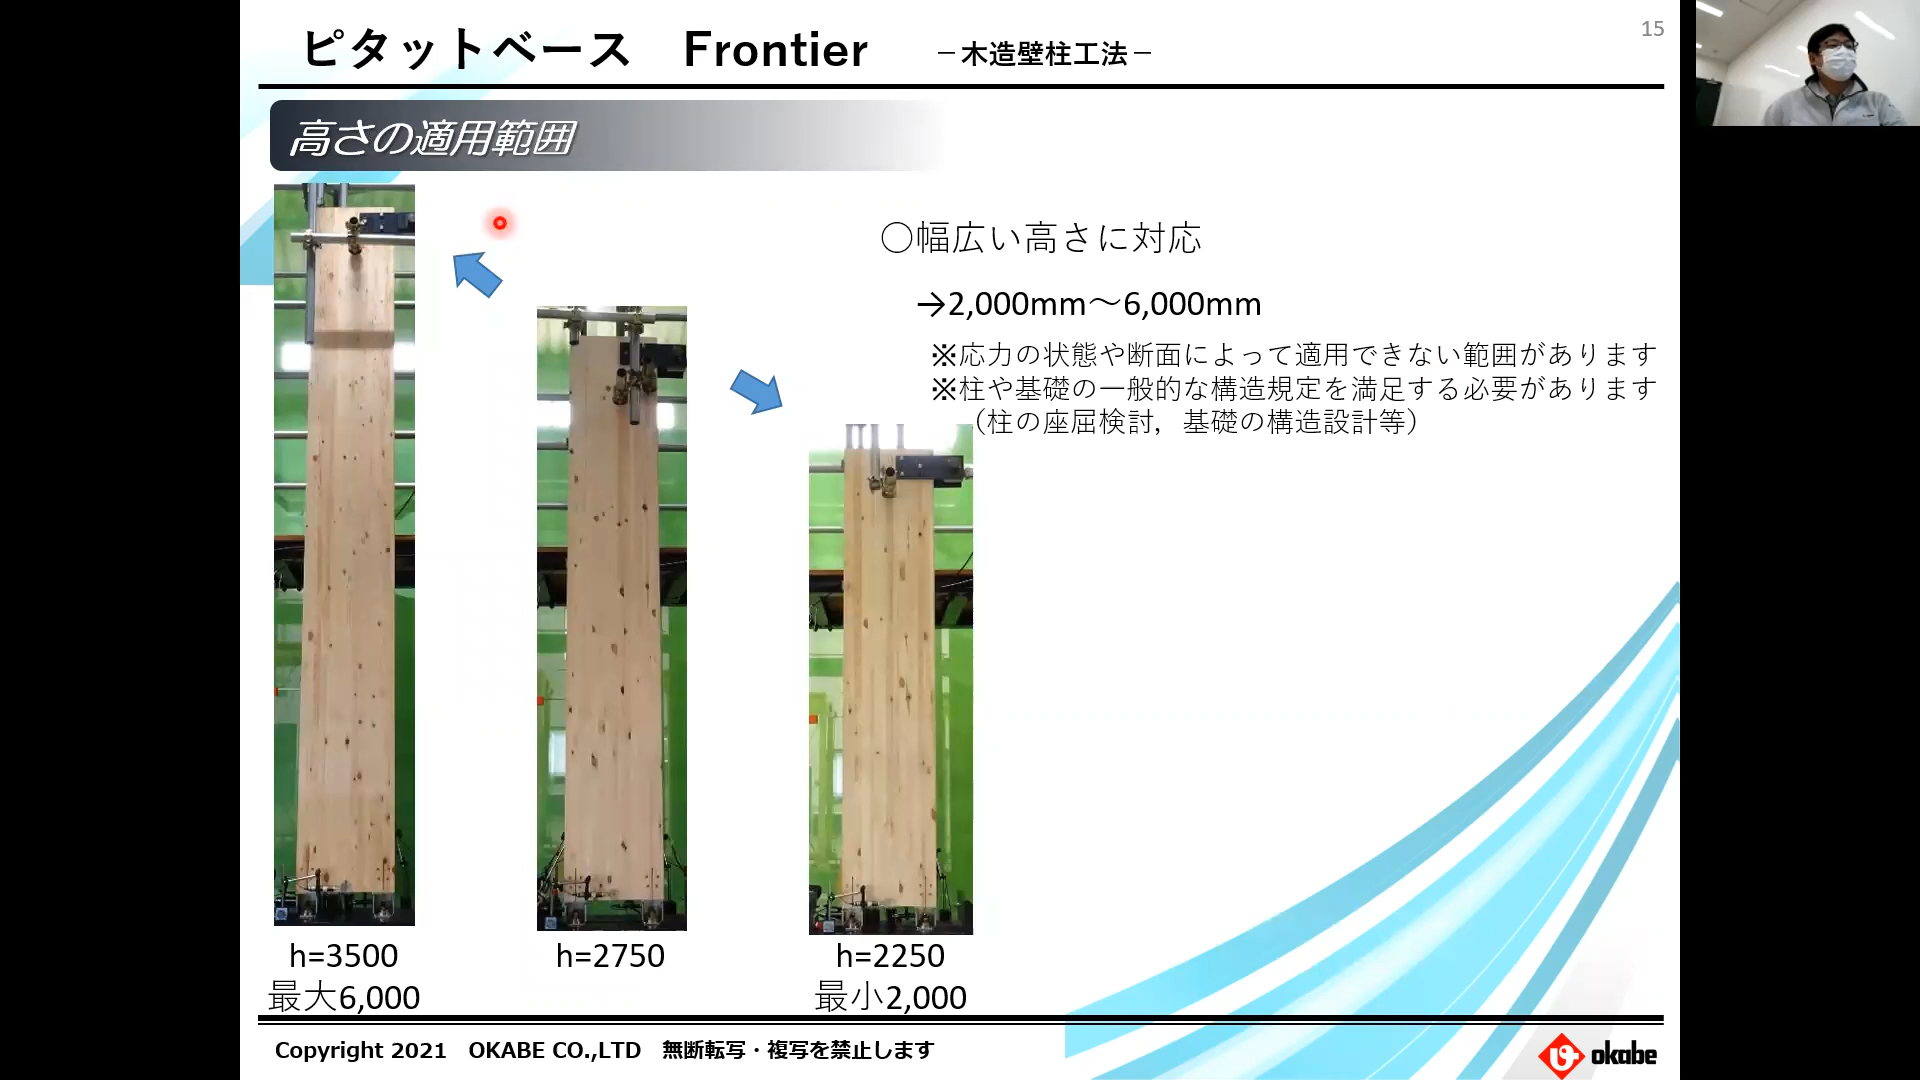 ピタットベース　Frontier　－木造壁柱工法－
15
高さの適用範囲
〇幅広い高さに対応
→2,000mm～6,000mm
※応力の状態や断面によって適用できない範囲があります
※柱や基礎の一般的な構造規定を満足する必要があります
（柱の座屈検討，基礎の構造設計等）
h=3500
最大6,000
h=2750
h=2250
最小2,000
Copyright 2021　OKABE CO.,LTD　無断転写・複写を禁止します
okabe